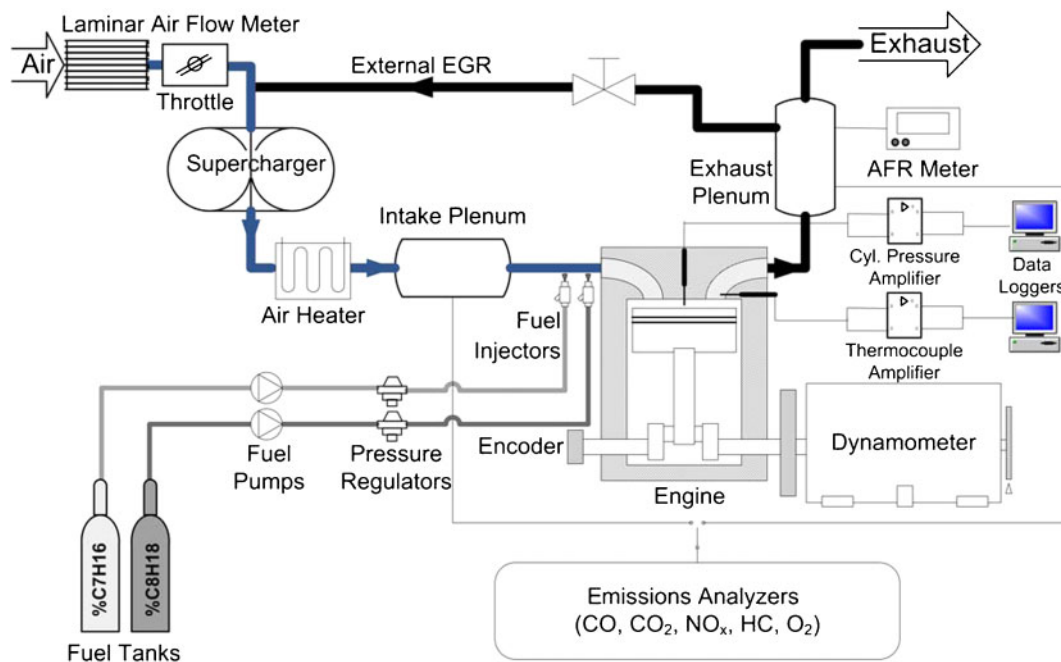 Laminar Air Flow Meter
Air
Throttle
External EGR
Exhaust
Supercharger
Exhaust
Plenum
AFR Meter
Intake Plenum
Air Heater
Cyl. Pressure
Amplifier
Data
Loggers
Fuel
Injectors
Thermocouple
Amplifier
Fuel
Pumps
Pressure
Regulators
Encoder
Dynamometer
Engine
%C7H16
%C8H18
Fuel Tanks
Emissions Analyzers
(CO, CO₂, NOₓ, HC, O₂)